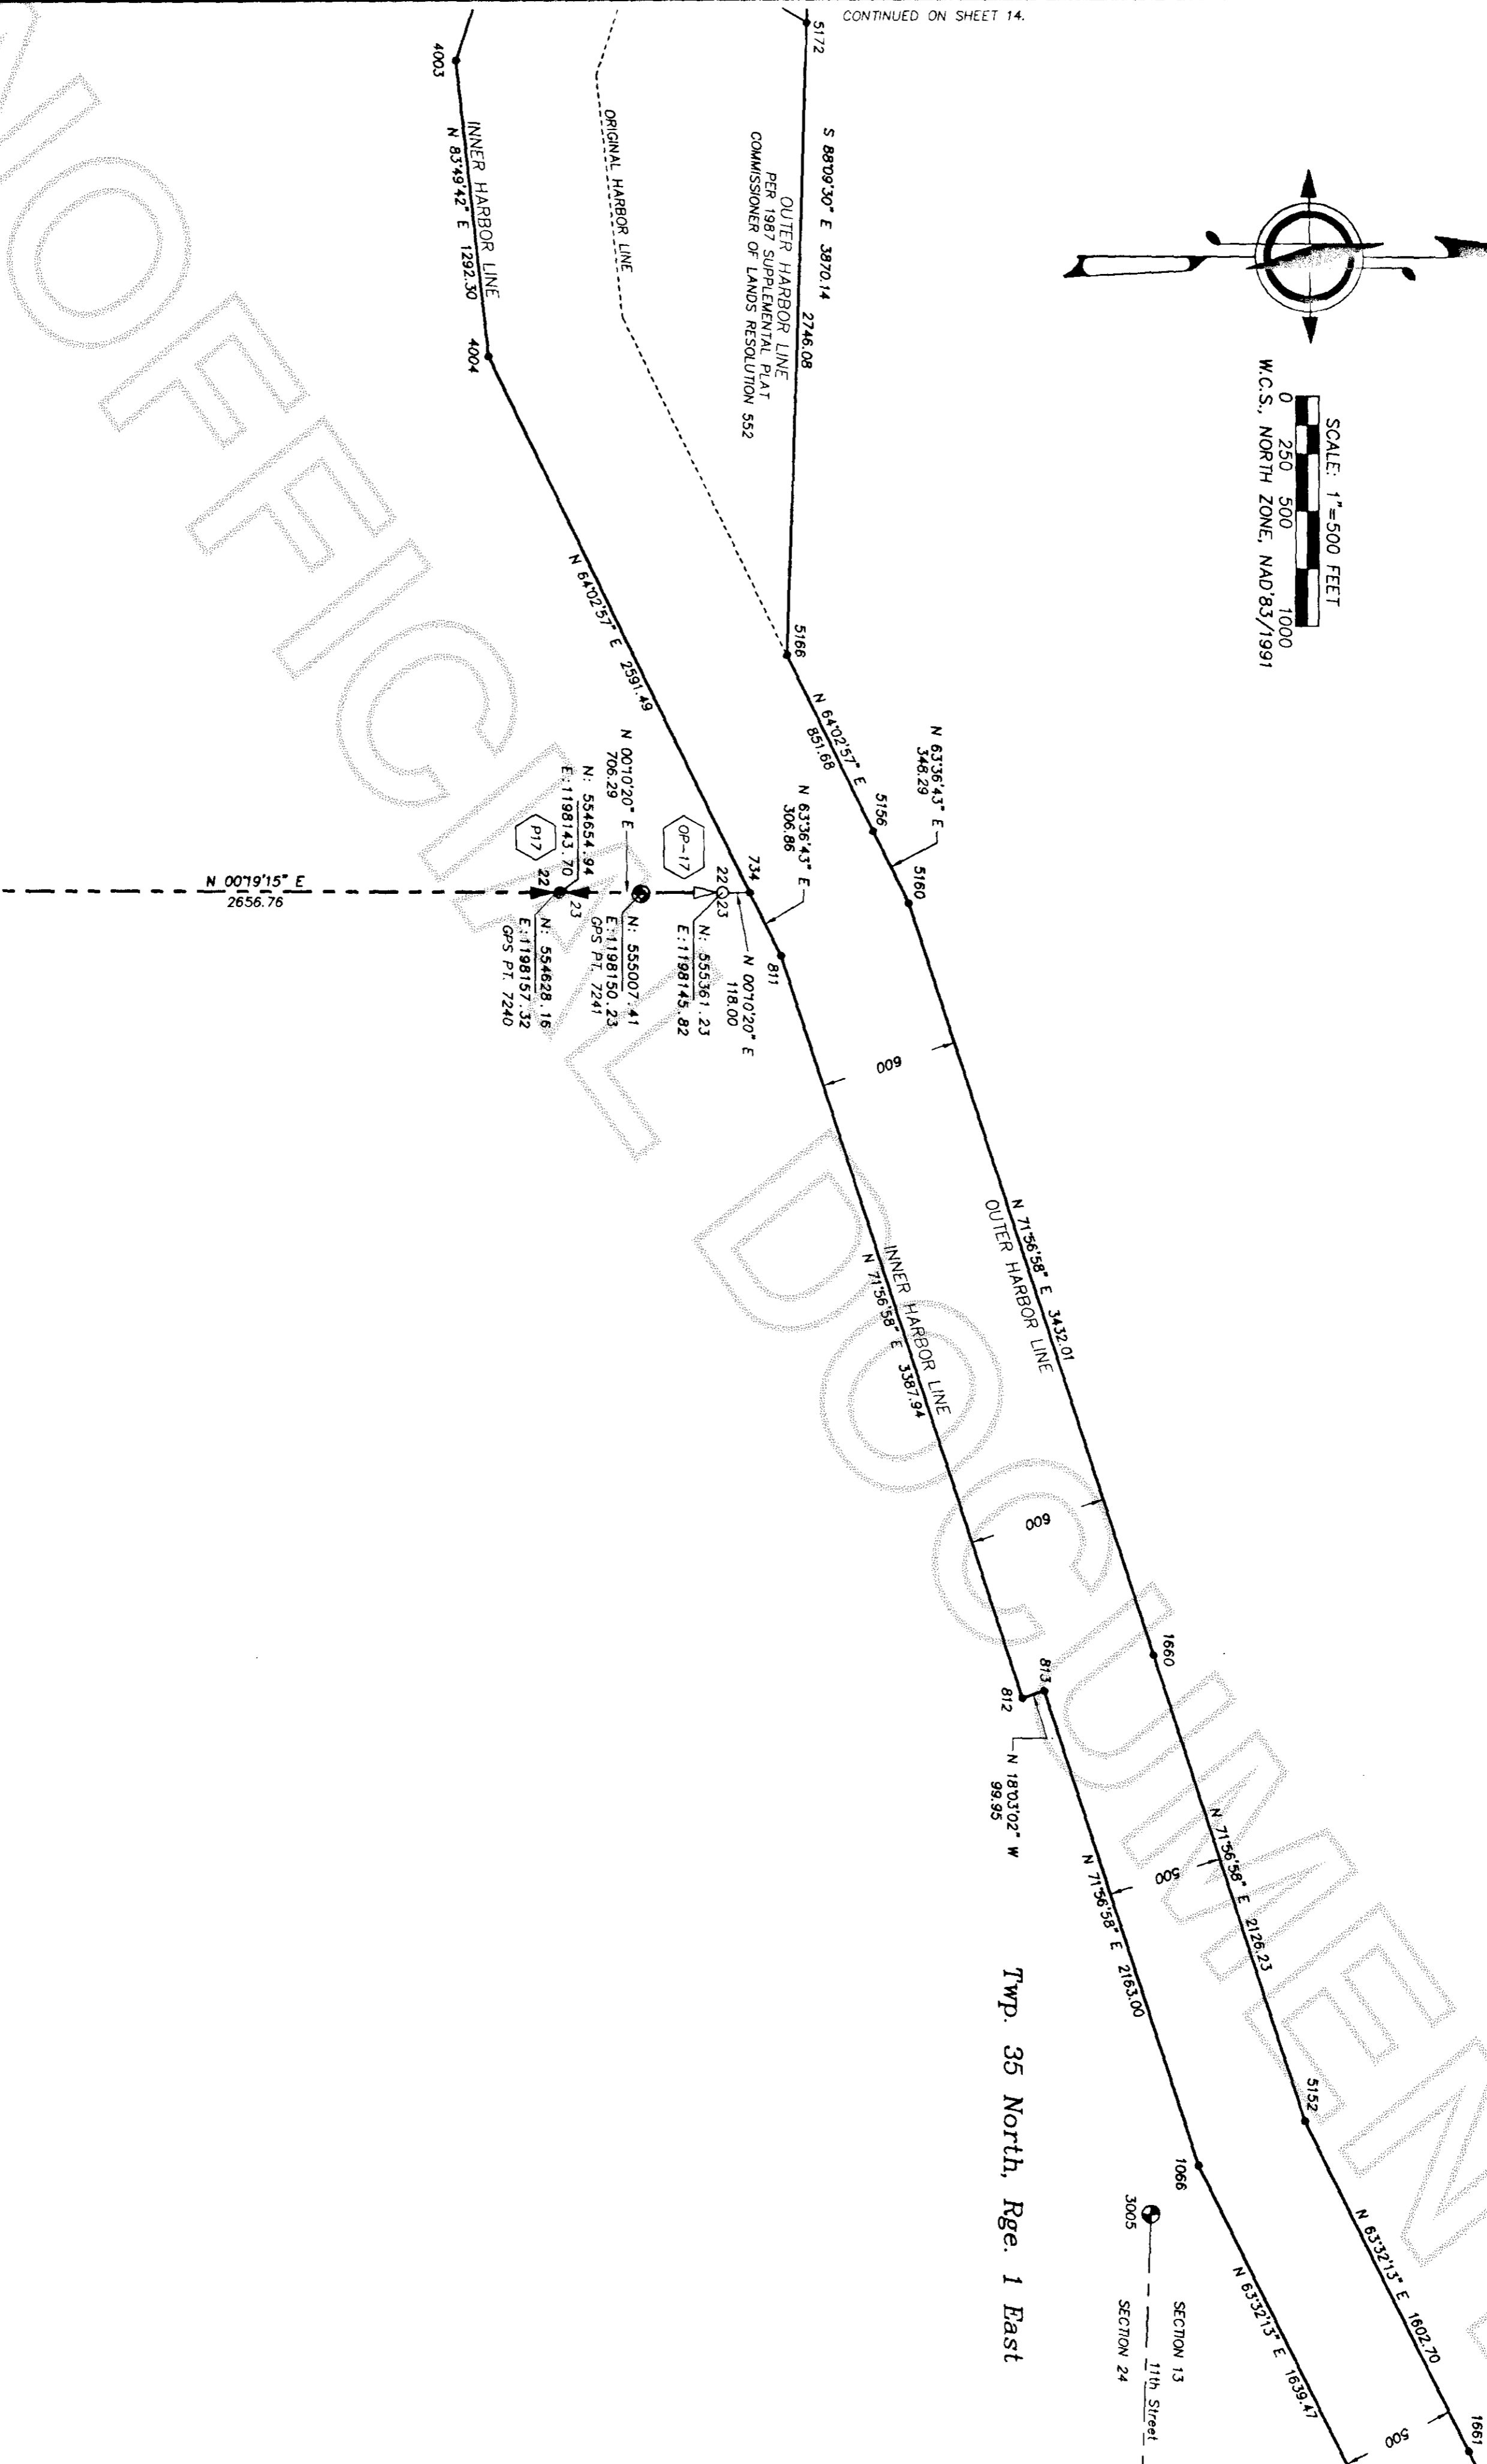 CONTINUED ON SHEET 14.
SCALE: 1"=500 FEET
0 250 500 1000
W.C.S., NORTH ZONE, NAD'83/1991
5172
S 88°09'30" E 3870.14
2746.08
OUTER HARBOR LINE
PER 1987 SUPPLEMENTAL PLAT
COMMISSIONER OF LANDS RESOLUTION 552
ORIGINAL HARBOR LINE
4003
INNER HARBOR LINE
N 83°49'42" E 1292.30
4004
N 64°02'57" E 2591.49
5166
N 64°02'57" E
851.68
5156
N 63°36'43" E
348.29
5160
N 63°36'43" E
306.86
734
811
N 00°10'20" E
118.00
OP-17
22 23
N: 555361.23
E: 1198145.82
N 00°10'20" E
706.29
N: 555007.41
E: 1198150.23
GPS PT. 7241
N: 554654.94
E: 1198143.70
P17
22 23
N: 554628.16
E: 1198157.32
GPS PT. 7240
N 00°19'15" E
2656.76
600
N 71°56'58" E 3432.01
OUTER HARBOR LINE
INNER HARBOR LINE
N 71°56'58" E 3387.94
600
1660
813
812
N 18°03'02" W
99.95
N 71°56'58" E 2126.23
500
N 71°56'58" E 2163.00
5152
1066
Twp. 35 North, Rge. 1 East
3005
SECTION 13
11th Street
SECTION 24
N 63°32'13" E 1602.70
N 63°32'13" E 1639.47
500
1661
UNOFFICIAL DOCUMENT